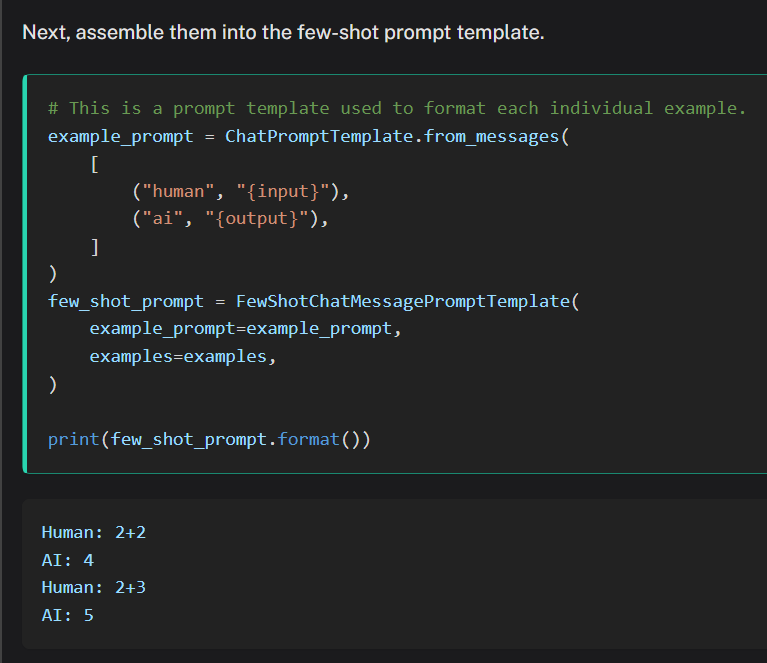 Next, assemble them into the few-shot prompt template.
# This is a prompt template used to format each individual example.
example_prompt = ChatPromptTemplate.from_messages(
    [
        ("human", "{input}"),
        ("ai", "{output}"),
    ]
)
few_shot_prompt = FewShotChatMessagePromptTemplate(
    example_prompt=example_prompt,
    examples=examples,
)
print(few_shot_prompt.format())
Human: 2+2
AI: 4
Human: 2+3
AI: 5